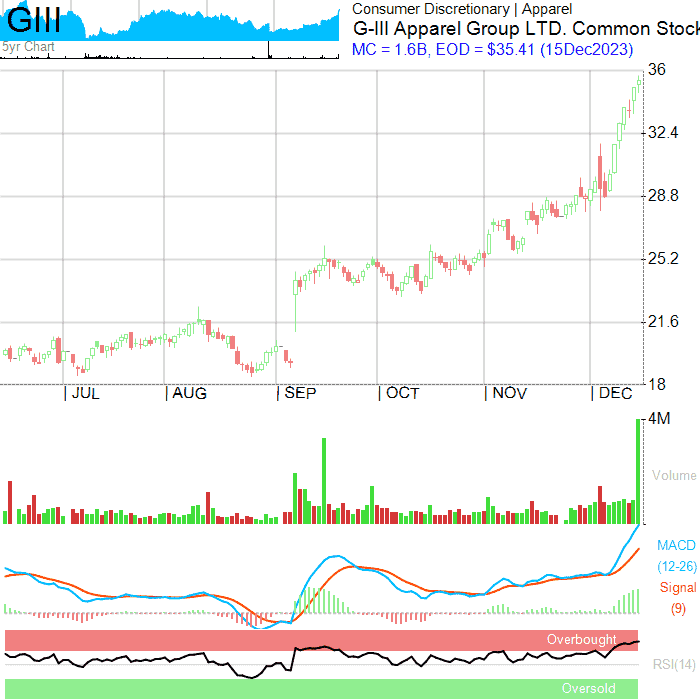 GIII
5yr Chart
Consumer Discretionary | Apparel
G-III Apparel Group LTD. Common Stock
MC = 1.6B, EOD = $35.41 (15Dec2023)
36
32.4
28.8
25.2
21.6
18
| JUL
| AUG
| SEP
| OCT
| NOV
| DEC
4M
Volume
MACD
(12-26)
Signal
(9)
Overbought
RSI(14)
Oversold